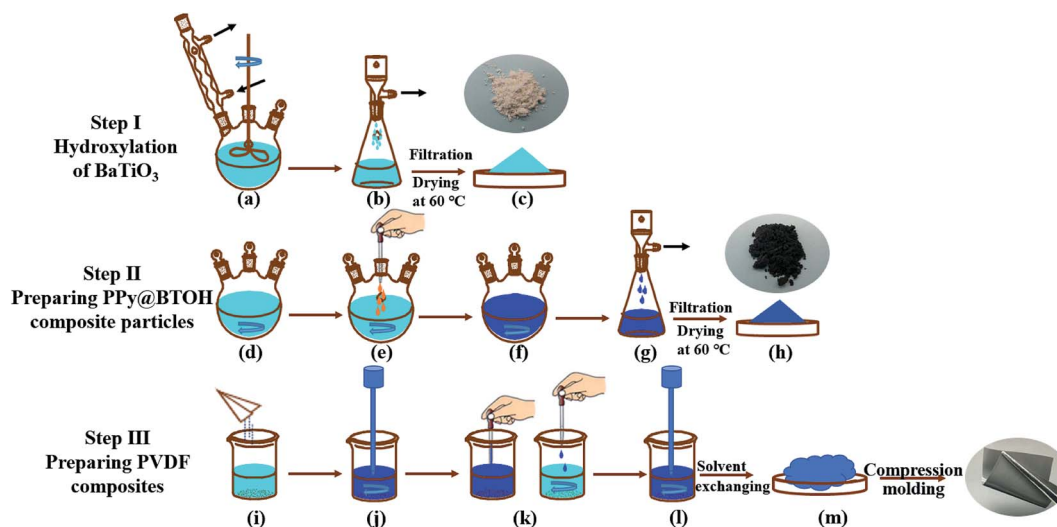 Step I
Hydroxylation
of BaTiO₃
Filtration
Drying
at 60 °C
(a)
(b)
(c)
Step II
Preparing PPy@BTOH
composite particles
Filtration
Drying
at 60 °C
(d)
(e)
(f)
(g)
(h)
Step III
Preparing PVDF
composites
Solvent
exchanging
Compression
molding
(i)
(j)
(k)
(l)
(m)